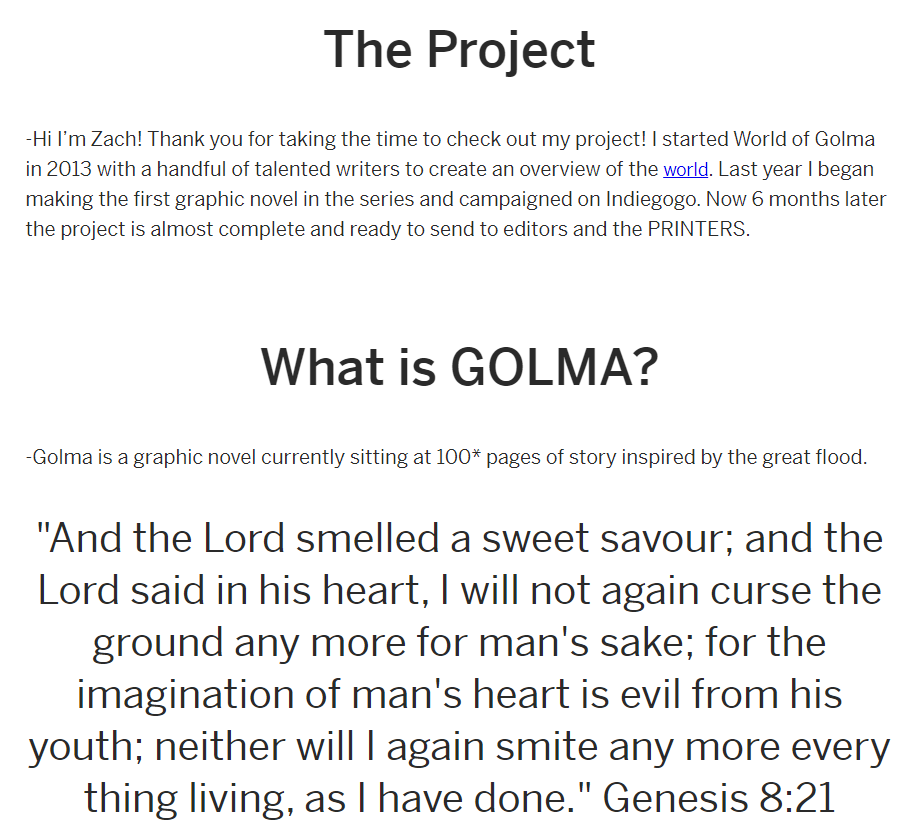 The Project
-Hi I’m Zach! Thank you for taking the time to check out my project! I started World of Golma
in 2013 with a handful of talented writers to create an overview of the world. Last year I began
making the first graphic novel in the series and campaigned on Indiegogo. Now 6 months later
the project is almost complete and ready to send to editors and the PRINTERS.
What is GOLMA?
-Golma is a graphic novel currently sitting at 100* pages of story inspired by the great flood.
"And the Lord smelled a sweet savour; and the
Lord said in his heart, I will not again curse the
ground any more for man's sake; for the
imagination of man's heart is evil from his
youth; neither will I again smite any more every
thing living, as I have done." Genesis 8:21